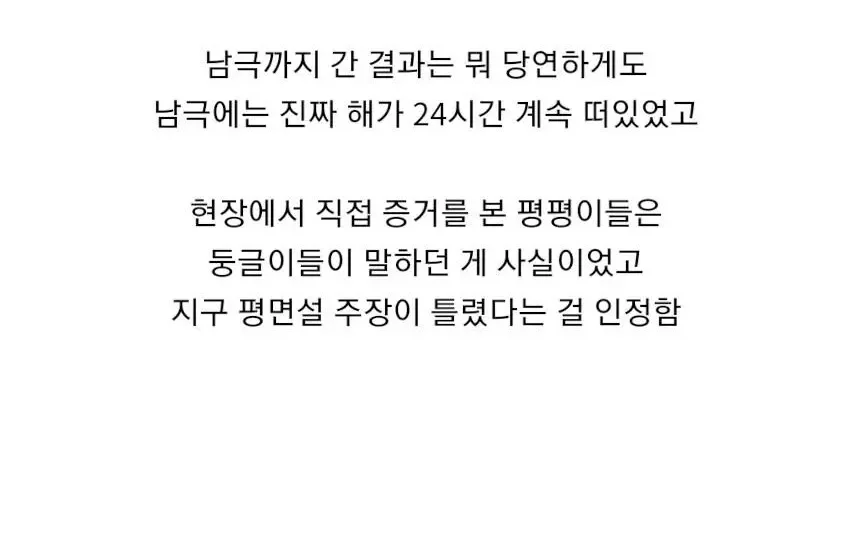 남극까지 간 결과는 뭐 당연하게도
남극에는 진짜 해가 24시간 계속 떠있었고
현장에서 직접 증거를 본 평평이들은
둥글이들이 말하던 게 사실이었고
지구 평면설 주장이 틀렸다는 걸 인정함